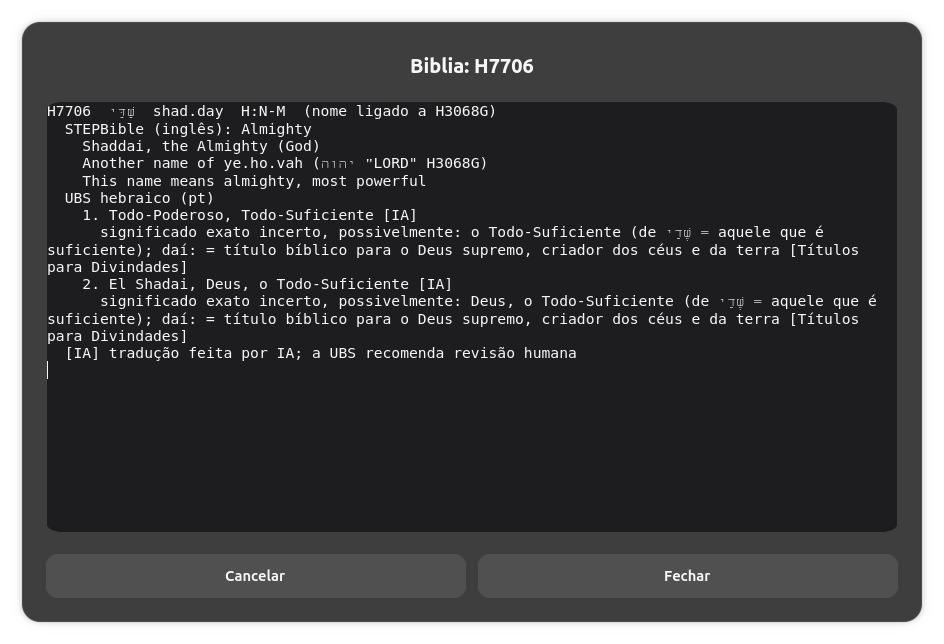 Biblia: H7706
H7706  שַׁדַּי  shad.day  H:N-M  (nome ligado a H3068G)
STEPBible (inglês): Almighty
Shaddai, the Almighty (God)
Another name of ye.ho.vah (יהוה "LORD" H3068G)
This name means almighty, most powerful
UBS hebraico (pt)
1. Todo-Poderoso, Todo-Suficiente [IA]
significado exato incerto, possivelmente: o Todo-Suficiente (de שֶׁדַּי = aquele que é
suficiente); daí: = título bíblico para o Deus supremo, criador dos céus e da terra [Títulos
para Divindades]
2. El Shadai, Deus, o Todo-Suficiente [IA]
significado exato incerto, possivelmente: Deus, o Todo-Suficiente (de שֶׁדַּי = aquele que é
suficiente); daí: = título bíblico para o Deus supremo, criador dos céus e da terra [Títulos
para Divindades]
[IA] tradução feita por IA; a UBS recomenda revisão humana
Cancelar
Fechar